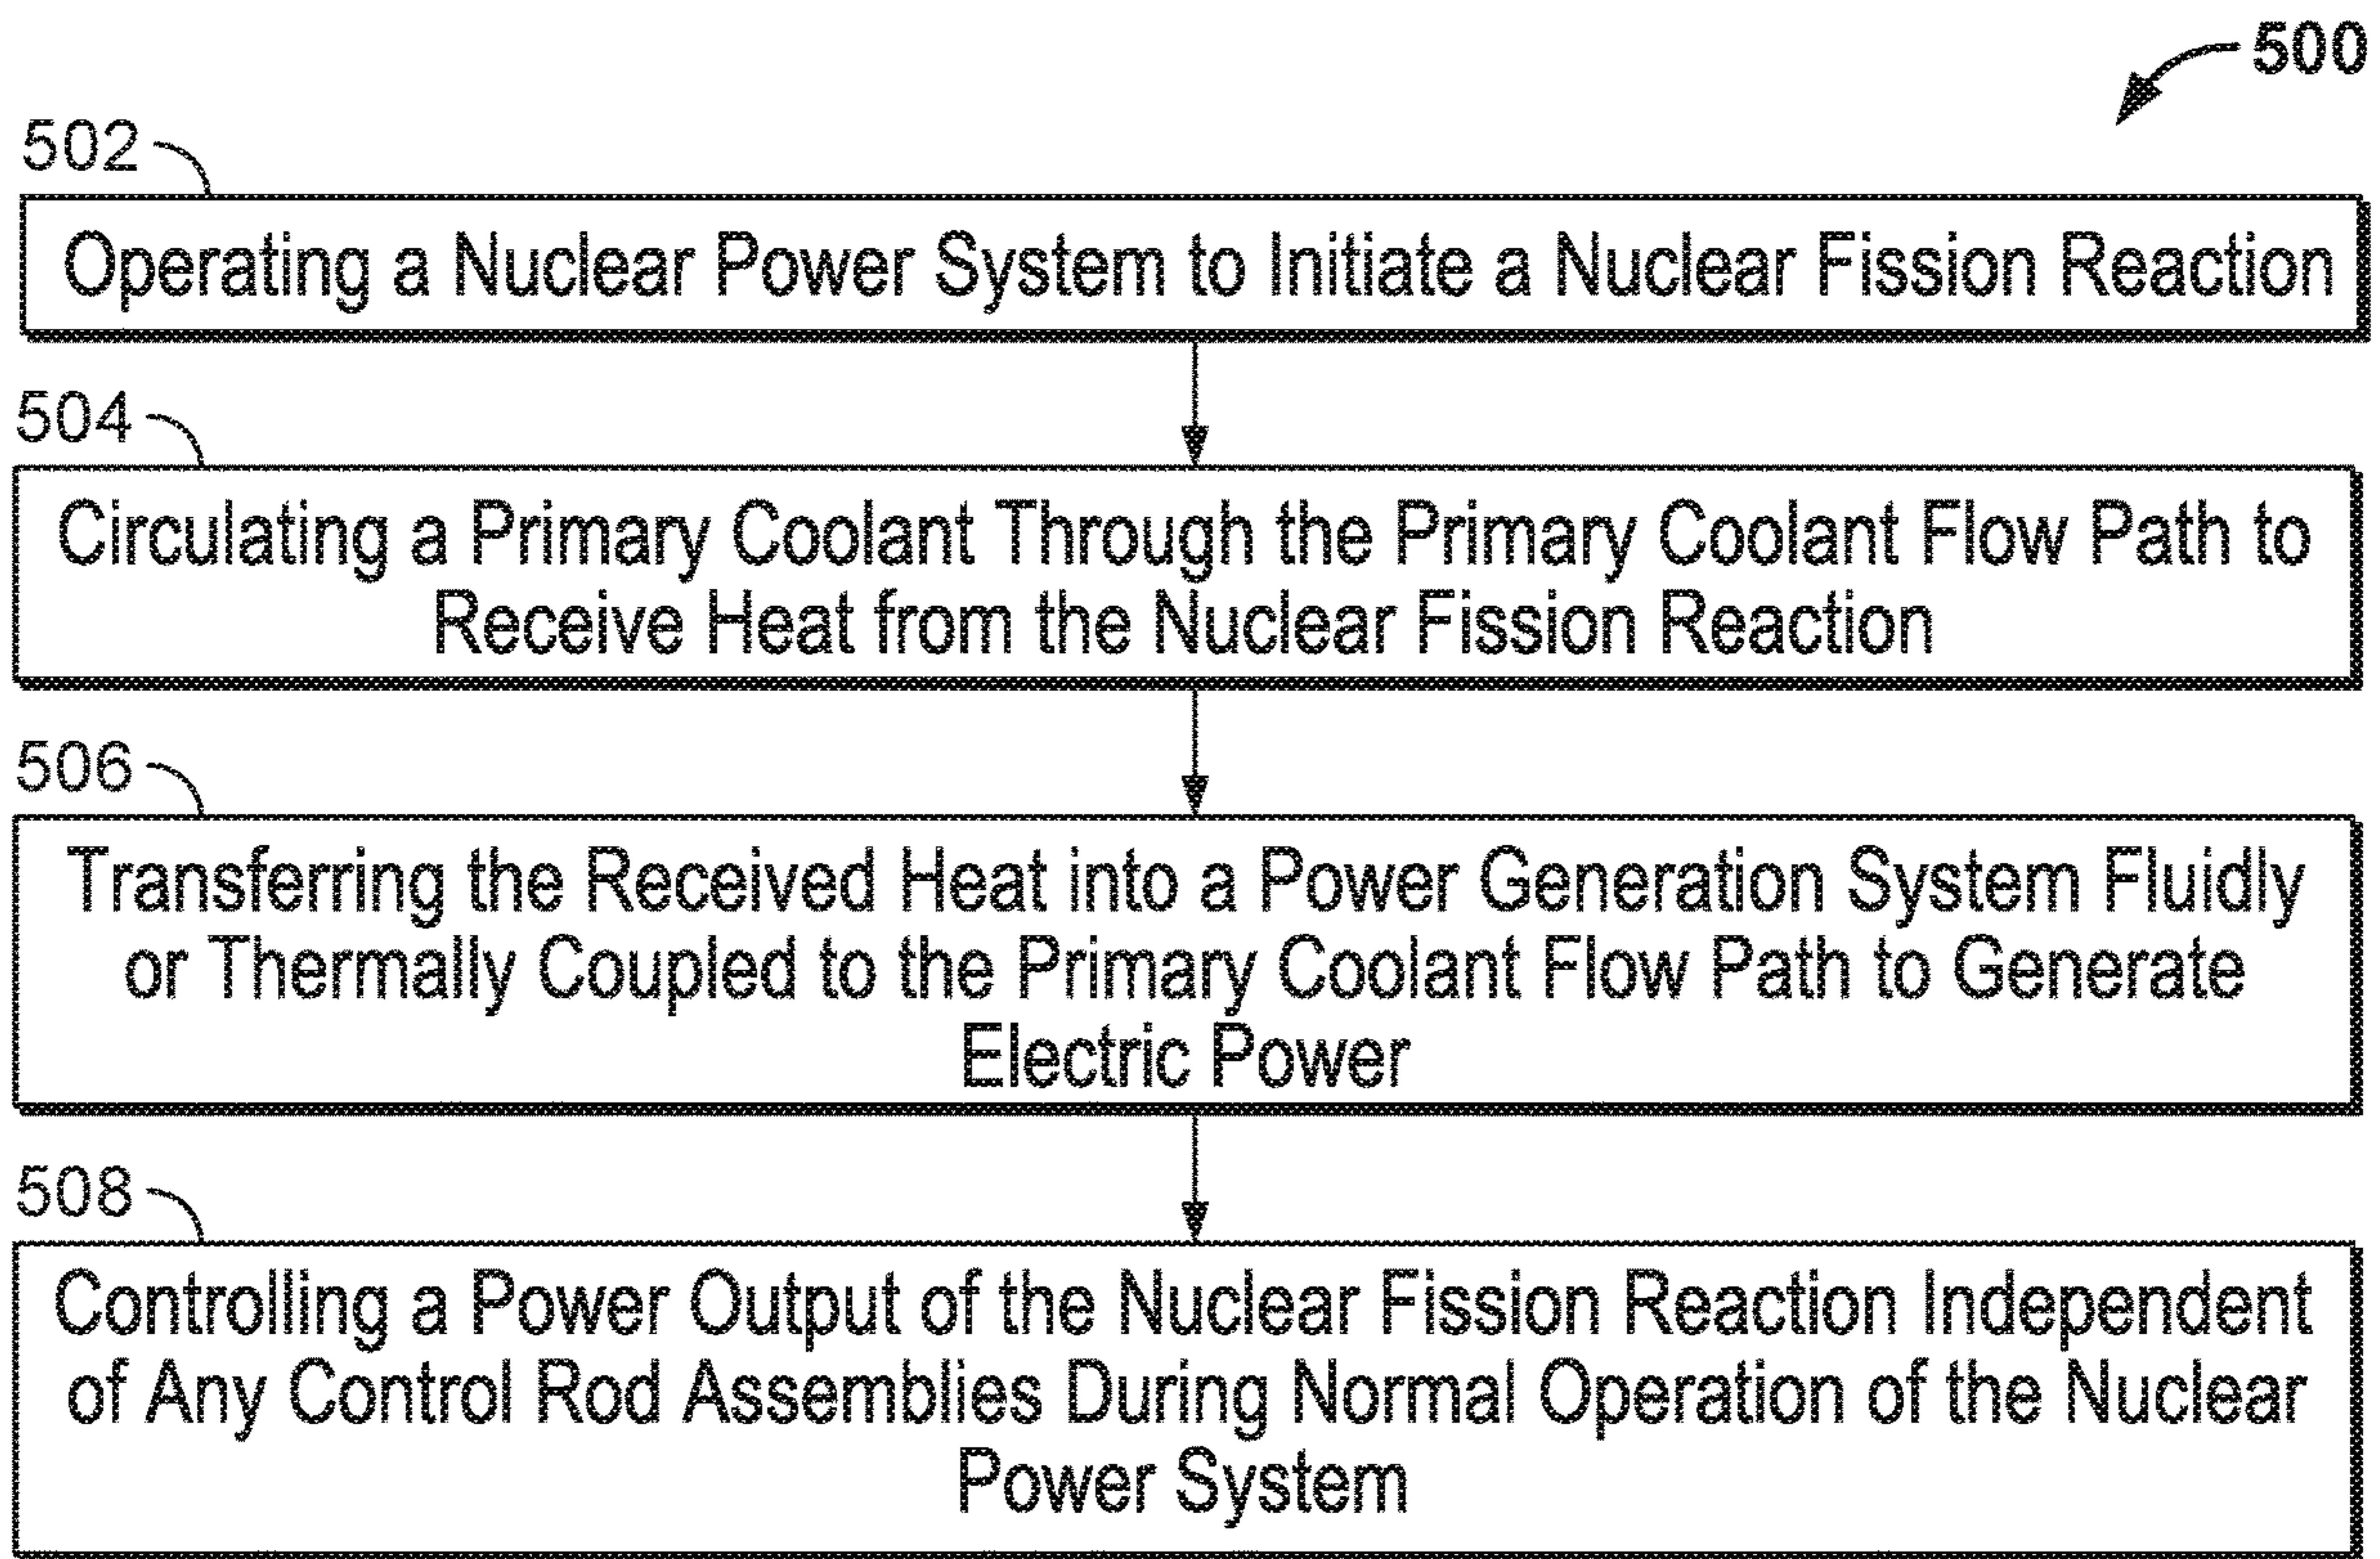 500
502
Operating a Nuclear Power System to Initiate a Nuclear Fission Reaction
504
Circulating a Primary Coolant Through the Primary Coolant Flow Path to
Receive Heat from the Nuclear Fission Reaction
506
Transferring the Received Heat into a Power Generation System Fluidly
or Thermally Coupled to the Primary Coolant Flow Path to Generate
Electric Power
508
Controlling a Power Output of the Nuclear Fission Reaction Independent
of Any Control Rod Assemblies During Normal Operation of the Nuclear
Power System